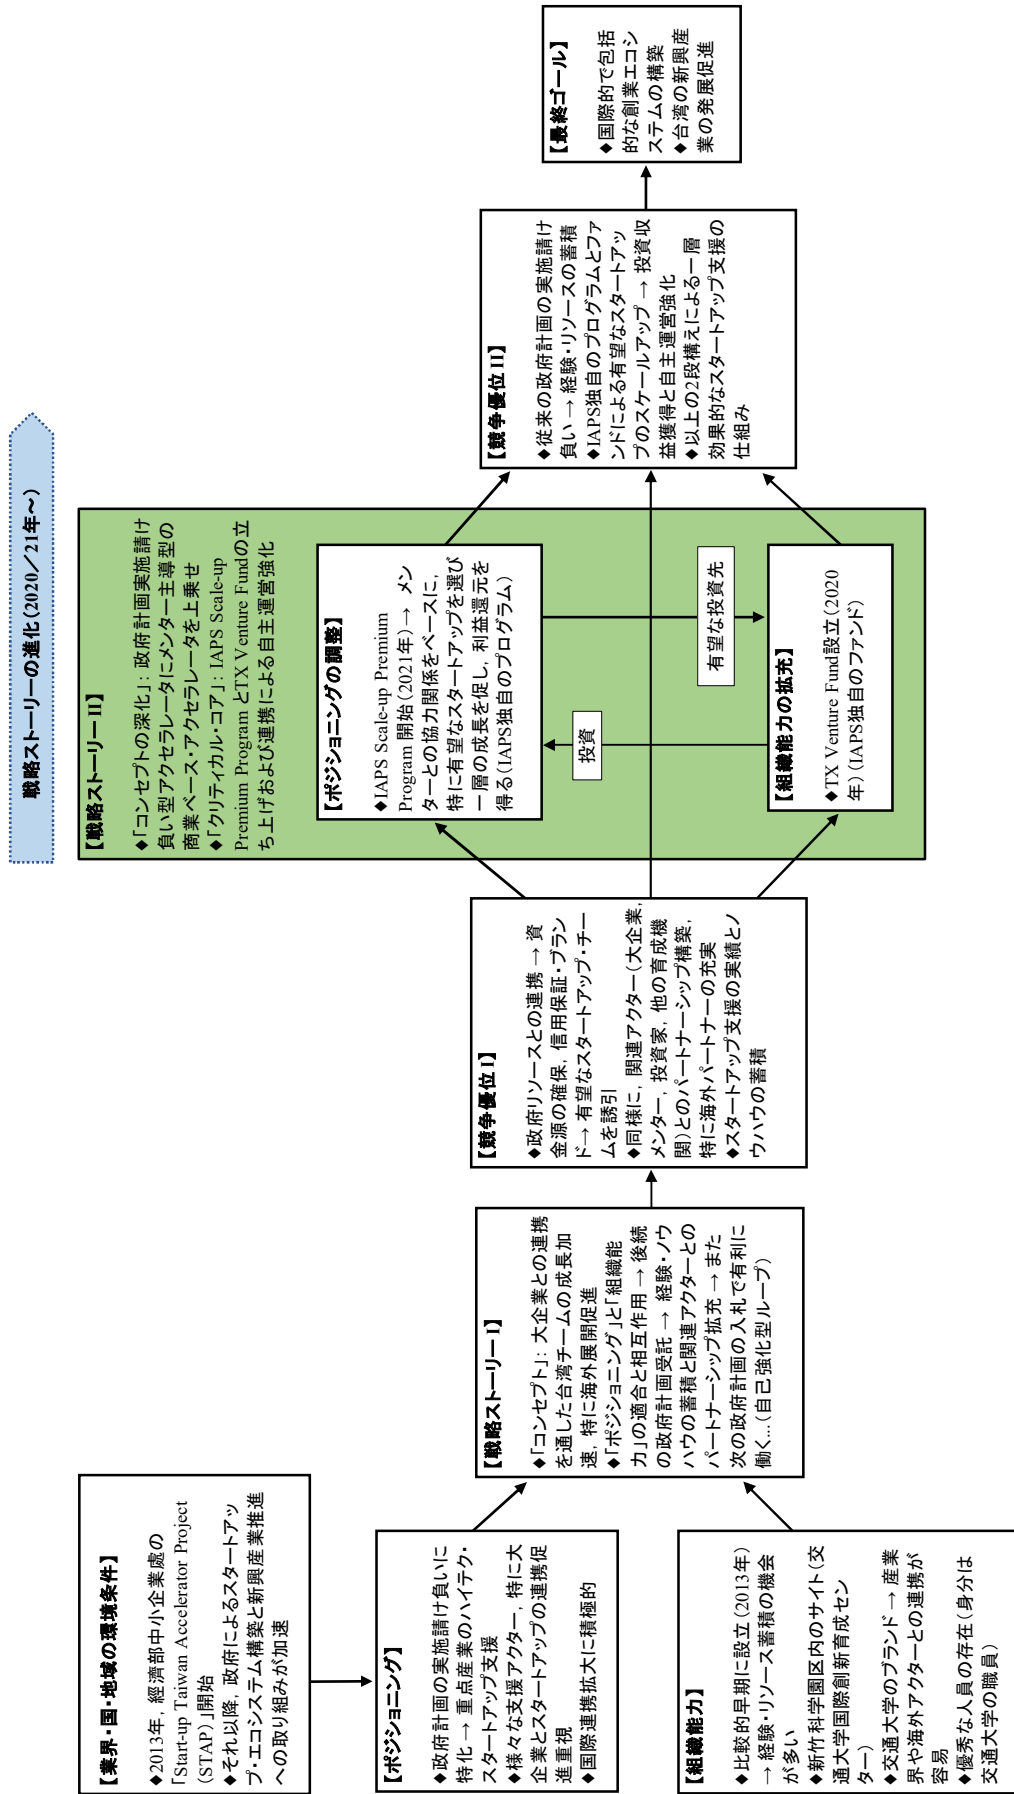 戦略ストーリーの進化（2020／21年～）
【業界・国・地域の環境条件】
◆2013年，經濟部中小企業處の
「Start-up Taiwan Accelerator Project
(STAP)」開始
◆それ以降，政府によるスタートアッ
プ・エコシステム構築と新興産業推進
への取り組みが加速
【ポジショニング】
◆政府計画の実施請け負いに
特化 → 重点産業のハイテク・
スタートアップ支援
◆様々な支援アクター，特に大
企業とスタートアップの連携促
進重視
◆国際連携拡大に積極的
【組織能力】
◆比較的早期に設立（2013年）
→ 経験・リソース蓄積の機会
が多い
◆新竹科学園区内のサイト（交
通大学国際創新育成セン
ター）
◆交通大学のブランド → 産業
界や海外アクターとの連携が
容易
◆優秀な人員の存在（身分は
交通大学の職員）
【戦略ストーリー I】
◆「コンセプト」：大企業との連携
を通した台湾チームの成長加
速，特に海外展開促進
◆「ポジショニング」と「組織能
力」の適合と相互作用 → 後続
の政府計画受託 → 経験・ノウ
ハウの蓄積と関連アクターとの
パートナーシップ拡充 → また
次の政府計画の入札で有利に
働く…（自己強化型ループ）
【競争優位 I】
◆政府リソースとの連携 → 資
金源の確保，信用保証・ブラン
ド→ 有望なスタートアップ・チー
ムを誘引
◆同様に，関連アクター（大企業，
メンター，投資家，他の育成機
関）とのパートナーシップ構築，
特に海外パートナーの充実
◆スタートアップ支援の実績とノ
ウハウの蓄積
【戦略ストーリー II】
◆「コンセプトの深化」：政府計画実施請け
負い型アクセラレータにメンター主導型の
商業ベース・アクセラレータを上乗せ
◆「クリティカル・コア」：IAPS Scale-up
Premium Program とTX Venture Fundの立
ち上げおよび連携による自主運営強化
【ポジショニングの調整】
◆IAPS Scale-up Premium
Program 開始（2021年）→ メン
ターとの協力関係をベースに，
特に有望なスタートアップを選び
一層の成長を促し，利益還元を
得る（IAPS独自のプログラム）
投資
有望な投資先
【組織能力の拡充】
◆TX Venture Fund設立（2020
年）（IAPS独自のファンド）
【競争優位 II】
◆従来の政府計画の実施請け
負い → 経験・リソースの蓄積
◆IAPS独自のプログラムとファ
ンドによる有望なスタートアッ
プのスケールアップ → 投資収
益獲得と自主運営強化
◆以上の2段構えによる一層
効果的なスタートアップ支援の
仕組み
【最終ゴール】
◆国際的で包括
的な創業エコシ
ステムの構築
◆台湾の新興産
業の発展促進